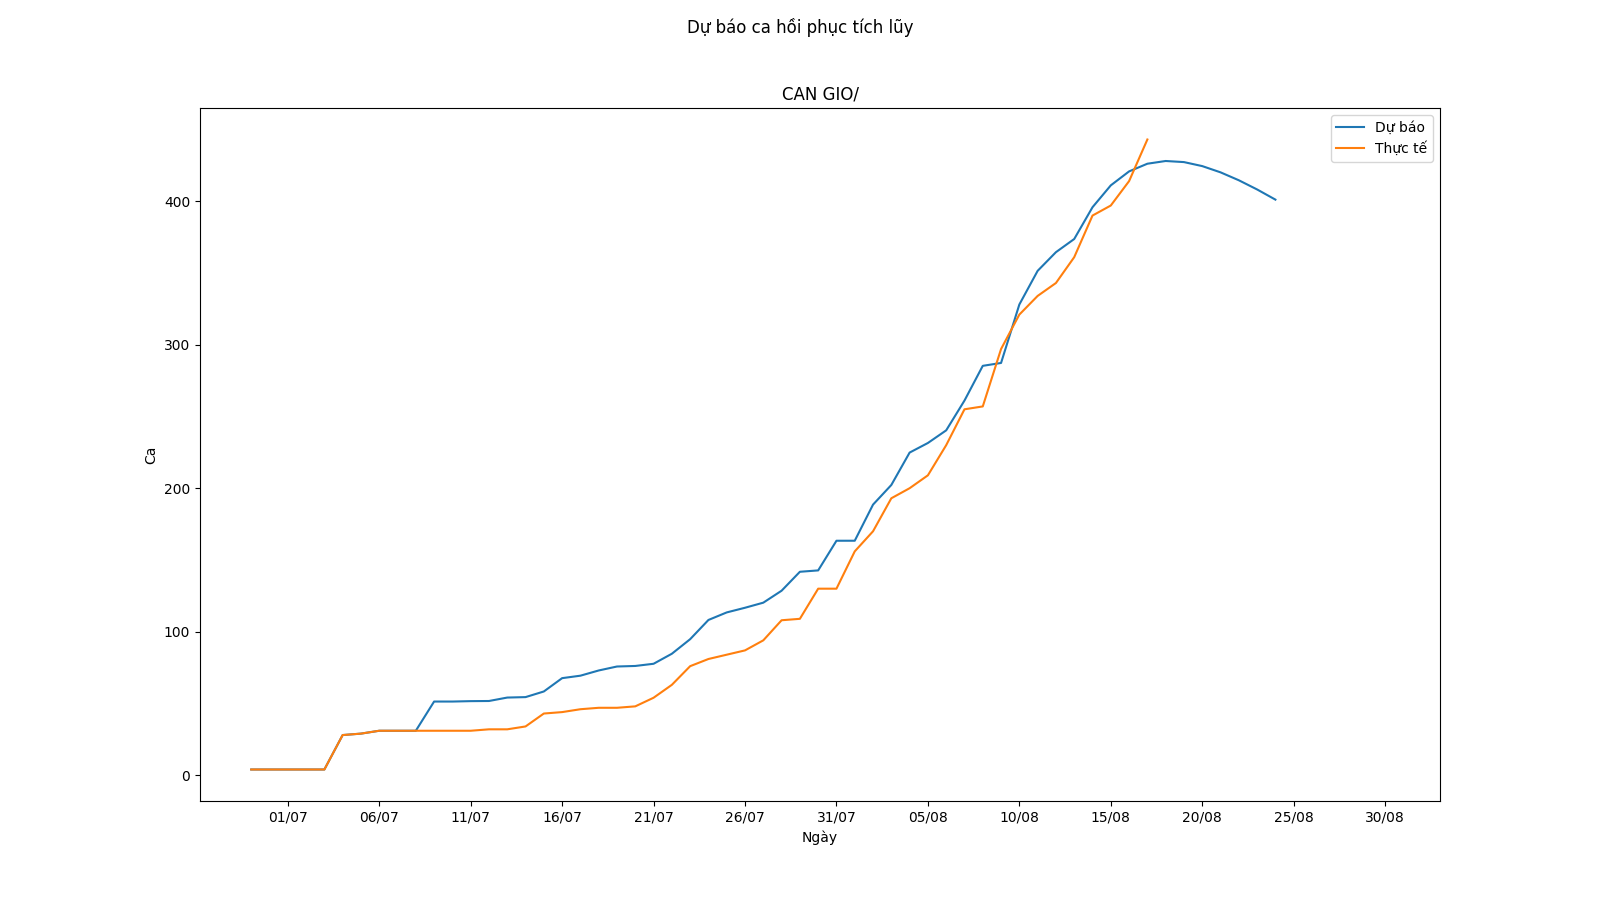 Dự báo ca hồi phục tích lũy
CAN GIO/
Dự báo
Thực tế
400
300
200
100
0
Ca
01/07 06/07 11/07 16/07 21/07 26/07 31/07 05/08 10/08 15/08 20/08 25/08 30/08
Ngày